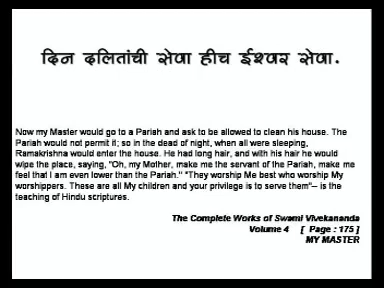 दिन दलितांची सेवा हीच ईश्वर सेवा.
Now my Master would go to a Pariah and ask to be allowed to clean his house. The
Pariah would not permit it; so in the dead of night, when all were sleeping,
Ramakrishna would enter the house. He had long hair, and with his hair he would
wipe the place, saying, "Oh, my Mother, make me the servant of the Pariah, make me
feel that I am even lower than the Pariah." "They worship Me best who worship My
worshippers. These are all My children and your privilege is to serve them"-- is the
teaching of Hindu scriptures.
The Complete Works of Swami Vivekananda
Volume 4 [ Page : 175 ]
MY MASTER